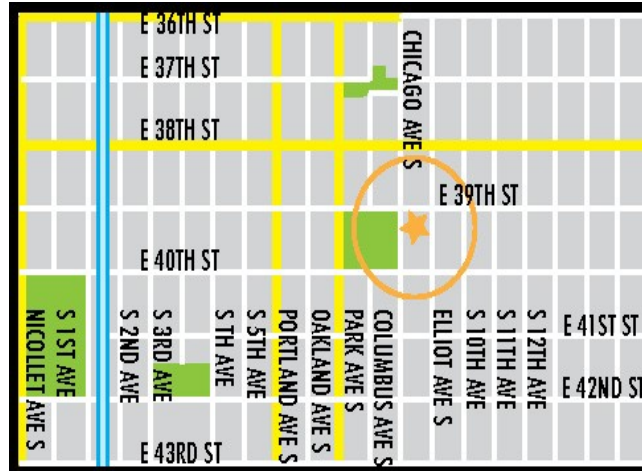 E 36TH ST
E 37TH ST
E 38TH ST
CHICAGO AVE S
E 39TH ST
E 40TH ST
NICOLLET AVE S
S 1ST AVE
S 2ND AVE
S 3RD AVE
S TH AVE
S 5TH AVE
PORTLAND AVE S
OAKLAND AVE S
PARK AVE S
COLUMBUS AVE S
ELLIOT AVE S
S 10TH AVE
S 11TH AVE
S 12TH AVE
E 41ST ST
E 42ND ST
E 43RD ST